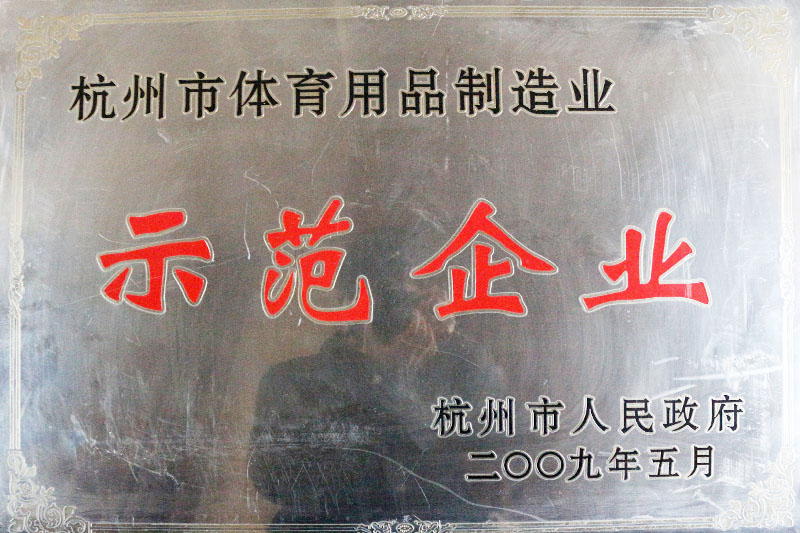 杭州市体育用品制造业
示范企业
杭州市人民政府
二〇〇九年五月